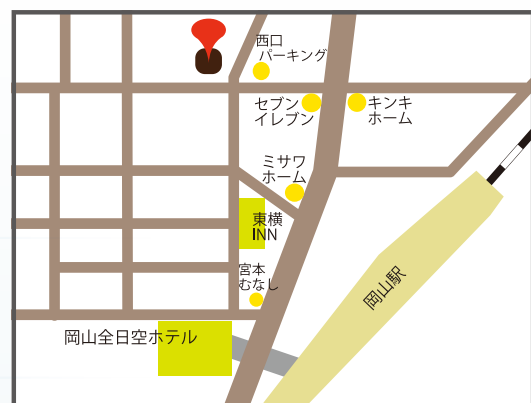 西口
パーキング
セブン
イレブン
キンキ
ホーム
ミサワ
ホーム
東横
INN
宮本
むなし
岡山駅
岡山全日空ホテル